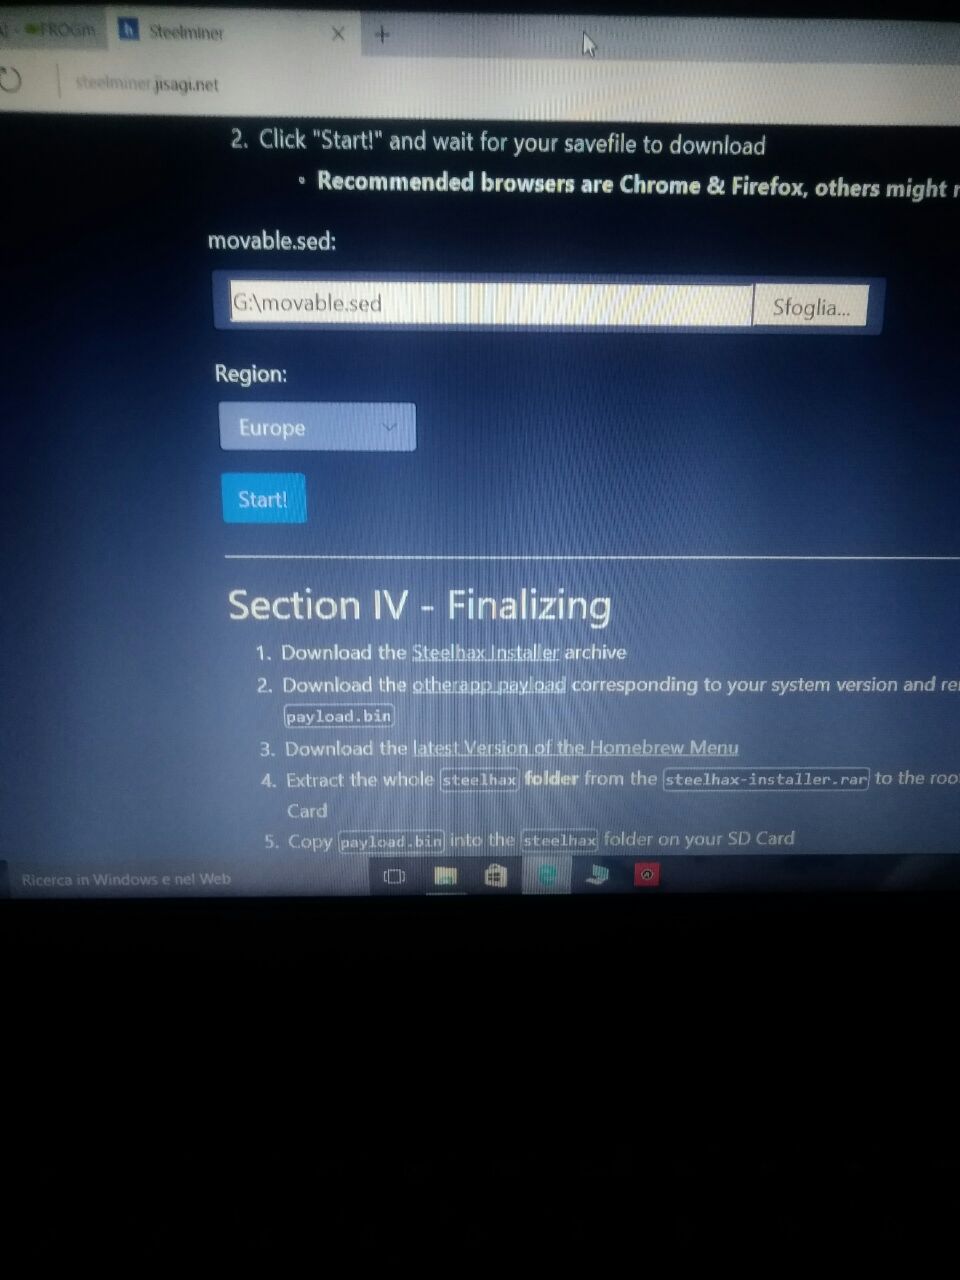 Steelminer
steelminer.jisagi.net
2. Click "Start!" and wait for your savefile to download
Recommended browsers are Chrome & Firefox, others might
movable.sed:
G:\movable.sed
Sfoglia...
Region:
Europe
Start!
Section IV - Finalizing
1. Download the Steelhax Installer archive
2. Download the otherapp payload corresponding to your system version and
payload.bin
3. Download the latest Version of the Homebrew Menu
4. Extract the whole steelhax folder from the steelhax-installer.rar to the
Card
5. Copy payload.bin into the steelhax folder on your SD Card
Ricerca in Windows e nel Web